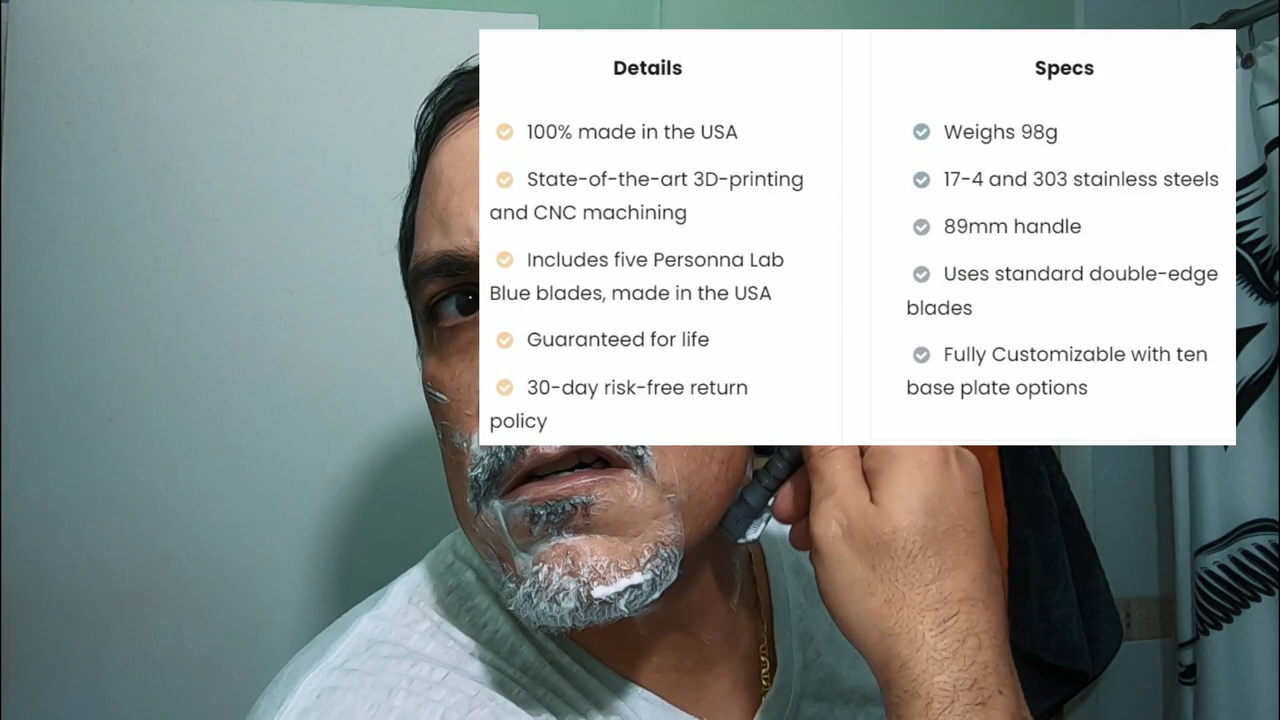 Details
100% made in the USA
State-of-the-art 3D-printing
and CNC machining
Includes five Personna Lab
Blue blades, made in the USA
Guaranteed for life
30-day risk-free return
policy
Specs
Weighs 98g
17-4 and 303 stainless steels
89mm handle
Uses standard double-edge
blades
Fully Customizable with ten
base plate options